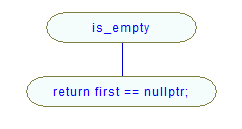 is_empty
return first == nullptr;